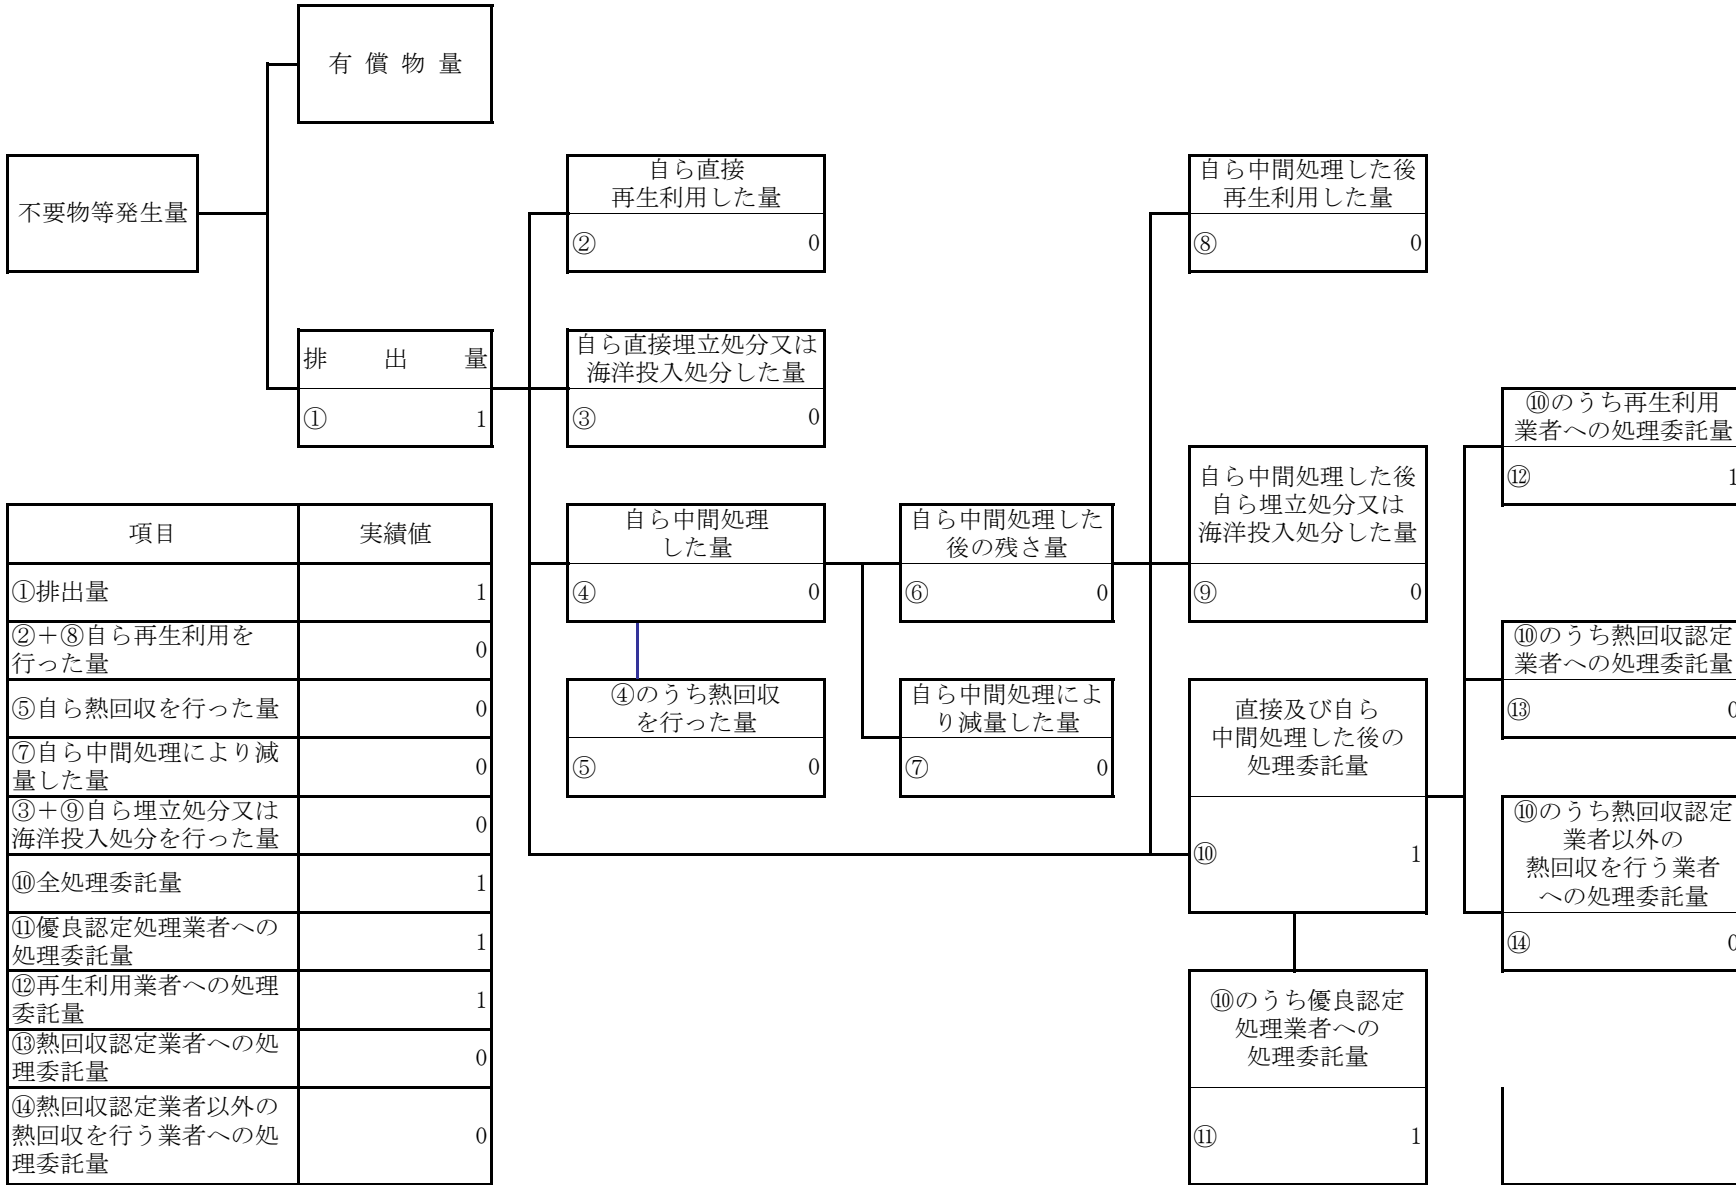 有償物量
不要物等発生量
自ら直接
再生利用した量
② 0
自ら中間処理した後
再生利用した量
⑧ 0
排出量
① 1
自ら直接埋立処分又は
海洋投入処分した量
③ 0
⑩のうち再生利用
業者への処理委託量
⑫ 1
自ら中間処理した後
自ら埋立処分又は
海洋投入処分した量
⑨ 0
自ら中間処理
した量
④ 0
自ら中間処理した
後の残さ量
⑥ 0
⑩のうち熱回収認定
業者への処理委託量
⑬ 0
④のうち熱回収
を行った量
⑤ 0
自ら中間処理によ
り減量した量
⑦ 0
直接及び自ら
中間処理した後の
処理委託量
⑩ 1
⑩のうち熱回収認定
業者以外の
熱回収を行う業者
への処理委託量
⑭ 0
⑩のうち優良認定
処理業者への
処理委託量
⑪ 1
項目 実績値
①排出量 1
②+⑧自ら再生利用を
行った量 0
⑤自ら熱回収を行った量 0
⑦自ら中間処理により減
量した量 0
③+⑨自ら埋立処分又は
海洋投入処分を行った量 0
⑩全処理委託量 1
⑪優良認定処理業者への
処理委託量 1
⑫再生利用業者への処理
委託量 1
⑬熱回収認定業者への処
理委託量 0
⑭熱回収認定業者以外の
熱回収を行う業者への処
理委託量 0